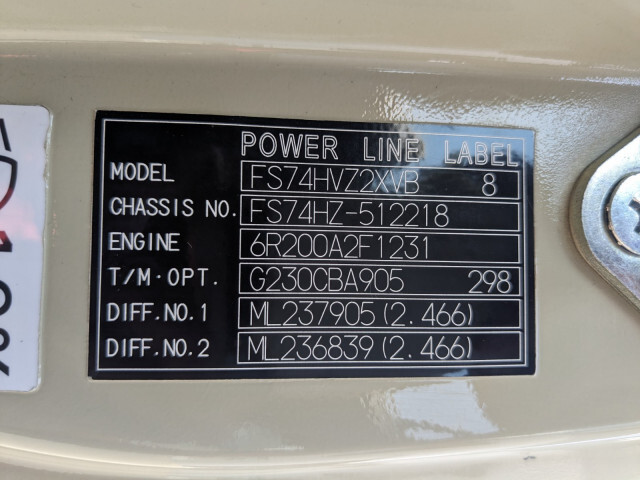 POWER LINE LABEL
MODEL FS74HVZ2XVB 8
CHASSIS NO. FS74HZ-512218
ENGINE 6R200A2F1231
T/M·OPT. G230CBA905 298
DIFF.NO.1 ML237905(2.466)
DIFF.NO.2 ML236839(2.466)